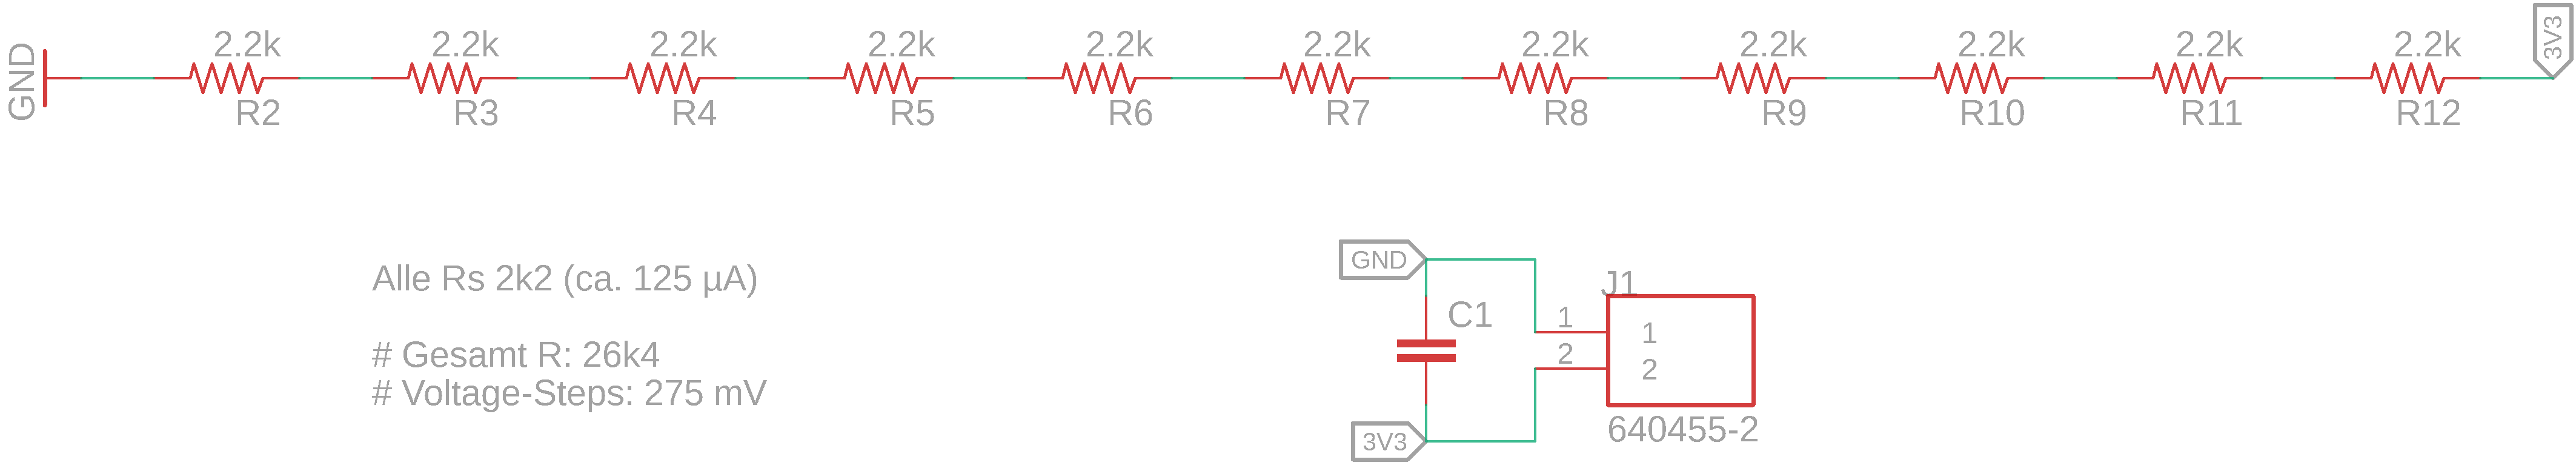 2.2k 2.2k 2.2k 2.2k 2.2k 2.2k 2.2k 2.2k 2.2k 2.2k 2.2k
GND
3V3
R2 R3 R4 R5 R6 R7 R8 R9 R10 R11 R12
Alle Rs 2k2 (ca. 125 µA)
# Gesamt R: 26k4
# Voltage-Steps: 275 mV
GND
J1
C1
1 1
2 2
3V3
640455-2